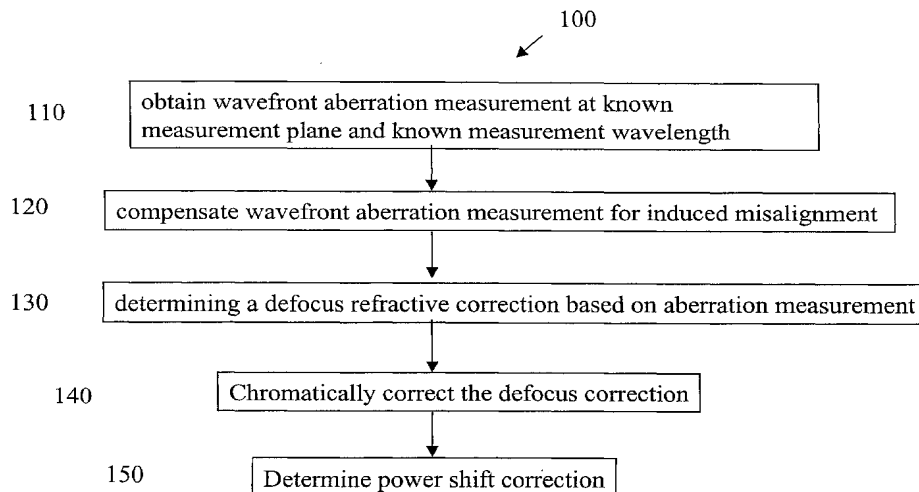 100
110
obtain wavefront aberration measurement at known
measurement plane and known measurement wavelength
120
compensate wavefront aberration measurement for induced misalignment
130
determining a defocus refractive correction based on aberration measurement
140
Chromatically correct the defocus correction
150
Determine power shift correction